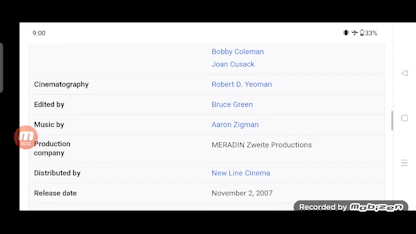 9:00
33%
Bobby Coleman
Joan Cusack
Cinematography Robert D. Yeoman
Edited by Bruce Green
Music by Aaron Zigman
Production company MERADIN Zweite Productions
Distributed by New Line Cinema
Release date November 2, 2007
Recorded by Mobizen